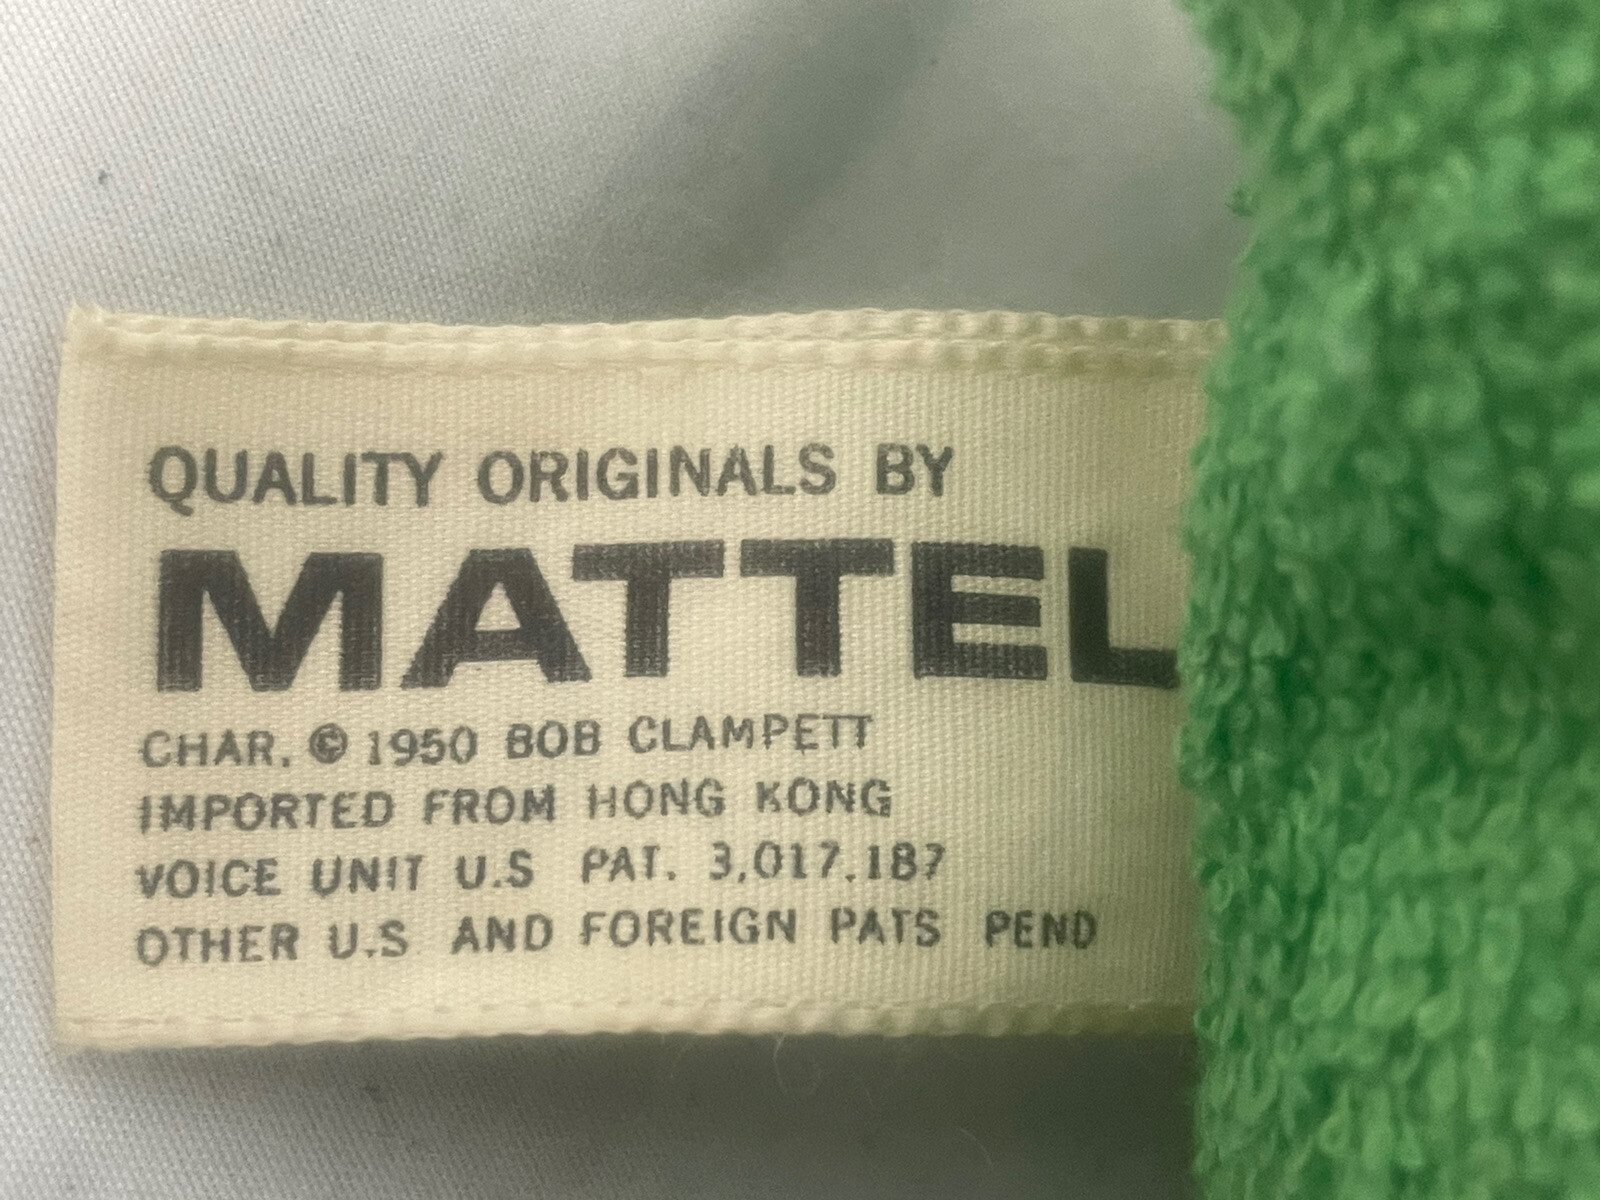 QUALITY ORIGINALS BY
MATTEL
CHAR. © 1950 BOB CLAMPETT
IMPORTED FROM HONG KONG
VOICE UNIT U.S PAT. 3,017,187
OTHER U.S AND FOREIGN PATS PEND